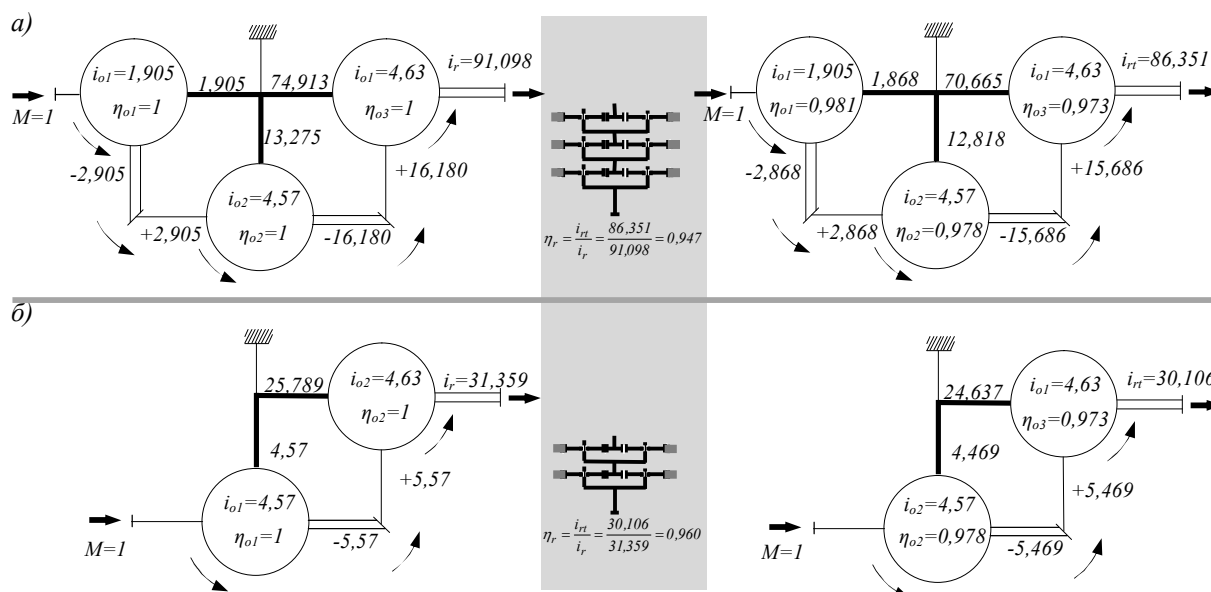 а)
i_o1=1,905
η_o1=1
1,905
74,913
i_o1=4,63
η_o3=1
i_r=91,098
M=1
13,275
-2,905
+16,180
i_o2=4,57
η_o2=1
+2,905
-16,180
η_r = i_rt / i_r = 86,351 / 91,098 = 0,947
i_o1=1,905
η_o1=0,981
1,868
70,665
i_o1=4,63
η_o3=0,973
i_rt=86,351
M=1
12,818
-2,868
+15,686
i_o2=4,57
η_o2=0,978
+2,868
-15,686
б)
25,789
i_o2=4,63
η_o2=1
i_r=31,359
4,57
+5,57
i_o1=4,57
η_o1=1
-5,57
M=1
η_r = i_rt / i_r = 30,106 / 31,359 = 0,960
24,637
i_o1=4,63
η_o3=0,973
i_rt=30,106
4,469
+5,469
i_o2=4,57
η_o2=0,978
-5,469
M=1